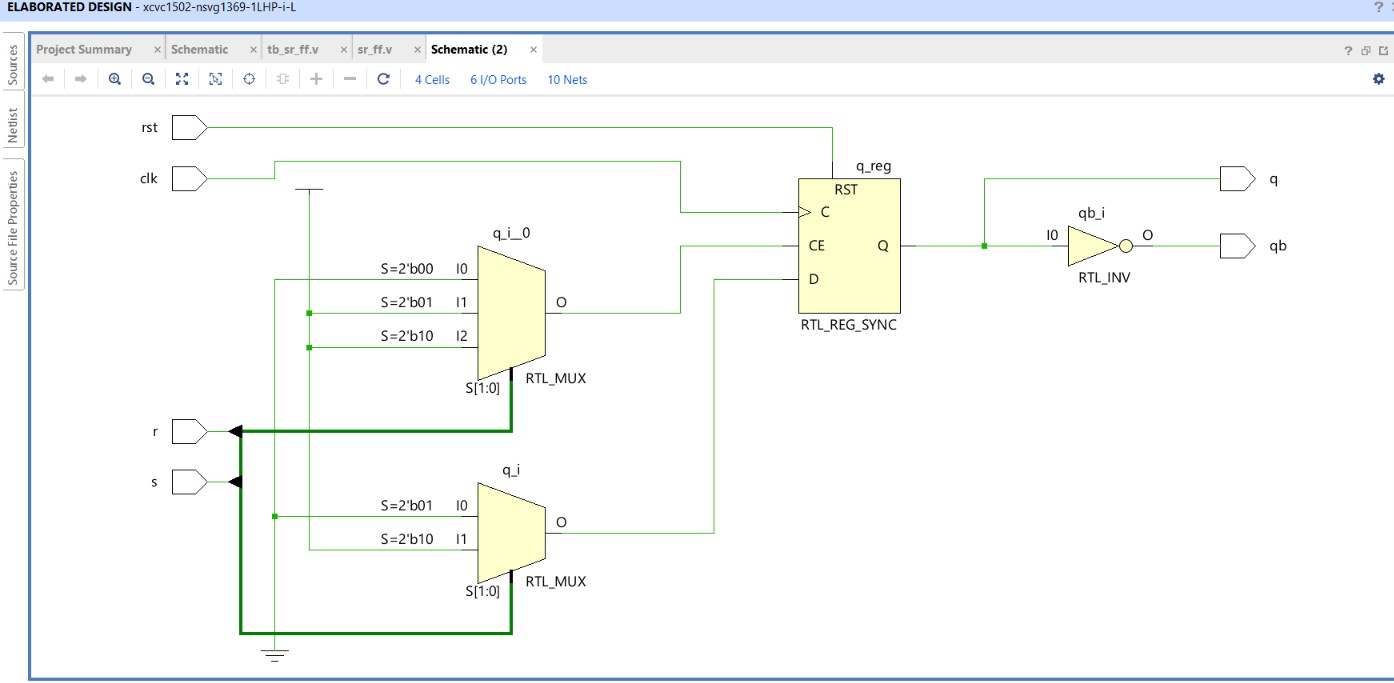 ELABORATED DESIGN - xcvc1502-nsvg1369-1LHP-i-L ?
Sources
Netlist
Source File Properties
Project Summary × Schematic × tb_sr_ff.v × sr_ff.v × Schematic (2) × ?
4 Cells 6 I/O Ports 10 Nets
rst
clk
q_reg
RST
C
CE Q
D
RTL_REG_SYNC
q
qb_i
I0 O
qb
RTL_INV
q_i__0
S=2'b00 I0
S=2'b01 I1 O
S=2'b10 I2
S[1:0] RTL_MUX
r
s
q_i
S=2'b01 I0
O
S=2'b10 I1
S[1:0] RTL_MUX